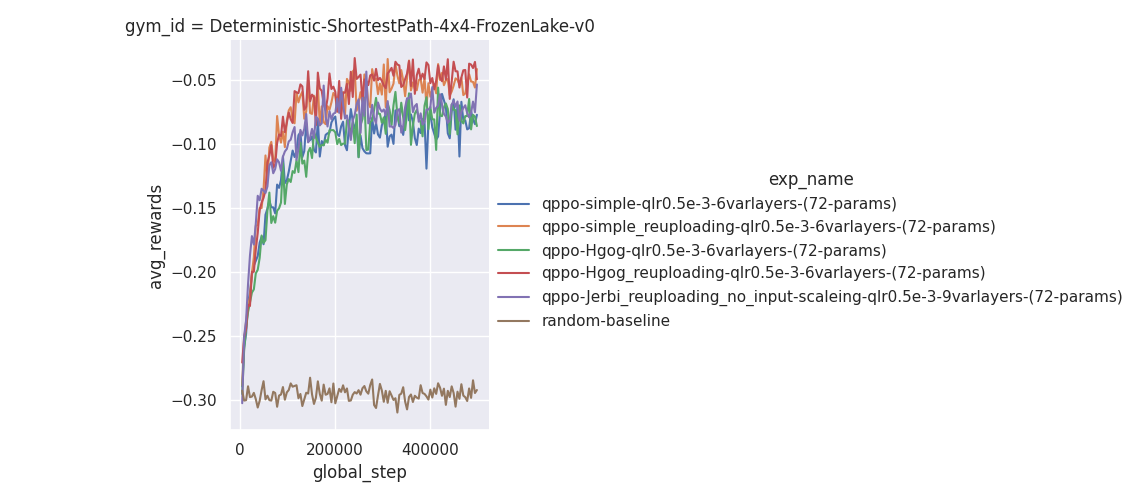 gym_id = Deterministic-ShortestPath-4x4-FrozenLake-v0
−0.05
−0.10
−0.15
−0.20
−0.25
−0.30
avg_rewards
0
200000
400000
global_step
exp_name
qppo-simple-qlr0.5e-3-6varlayers-(72-params)
qppo-simple_reuploading-qlr0.5e-3-6varlayers-(72-params)
qppo-Hgog-qlr0.5e-3-6varlayers-(72-params)
qppo-Hgog_reuploading-qlr0.5e-3-6varlayers-(72-params)
qppo-Jerbi_reuploading_no_input-scaleing-qlr0.5e-3-9varlayers-(72-params)
random-baseline